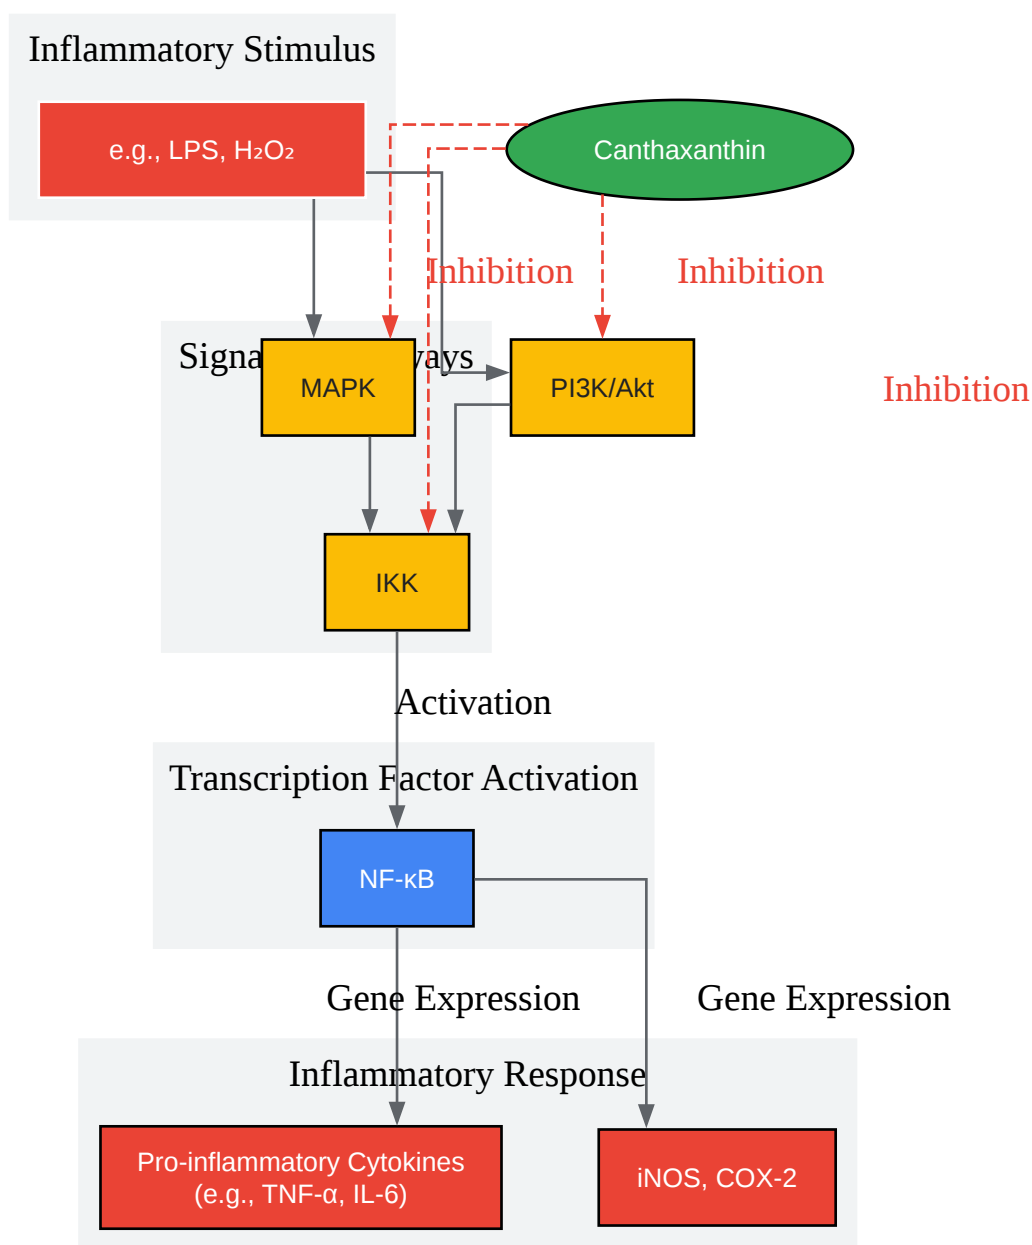 Inflammatory Stimulus
e.g., LPS, H₂O₂
Canthaxanthin
Inhibition
Inhibition
MAPK
PI3K/Akt
Inhibition
IKK
Activation
Transcription Factor Activation
NF-κB
Gene Expression
Gene Expression
Inflammatory Response
Pro-inflammatory Cytokines
(e.g., TNF-α, IL-6)
iNOS, COX-2